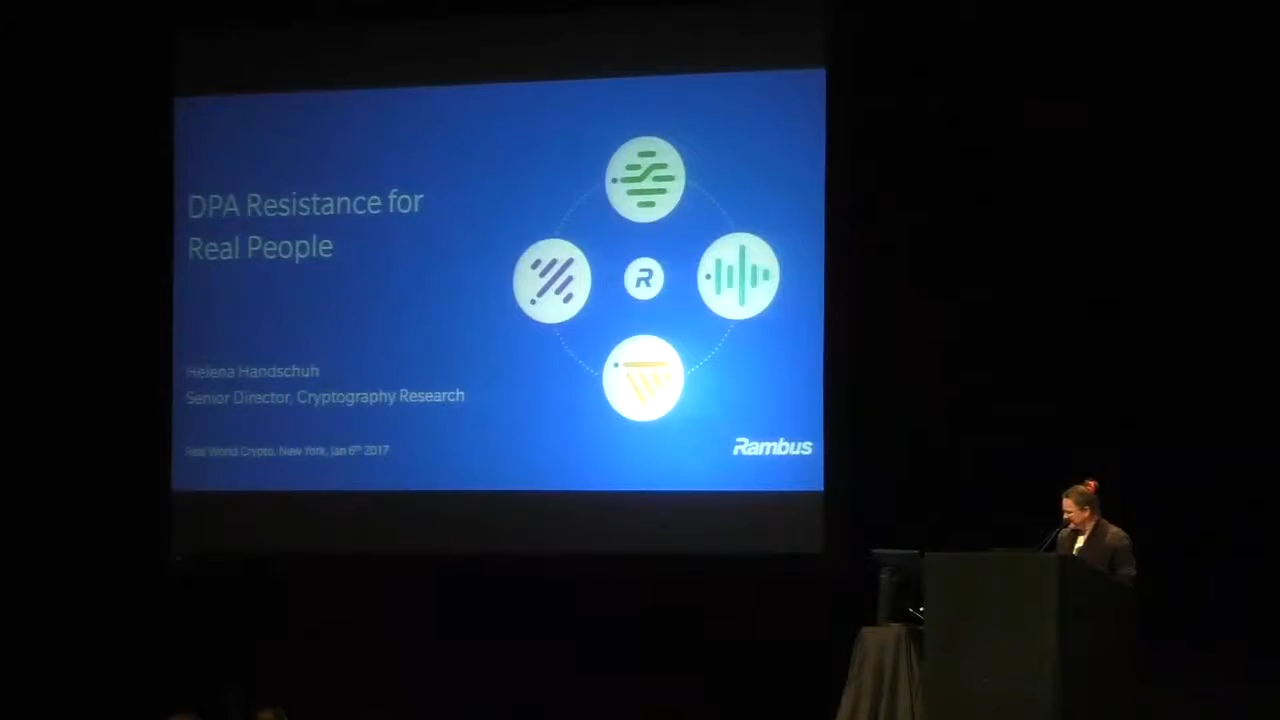 DPA Resistance for
Real People
R
Helena Handschuh
Senior Director, Cryptography Research
Real World Crypto, New York, Jan 6th 2017
Rambus